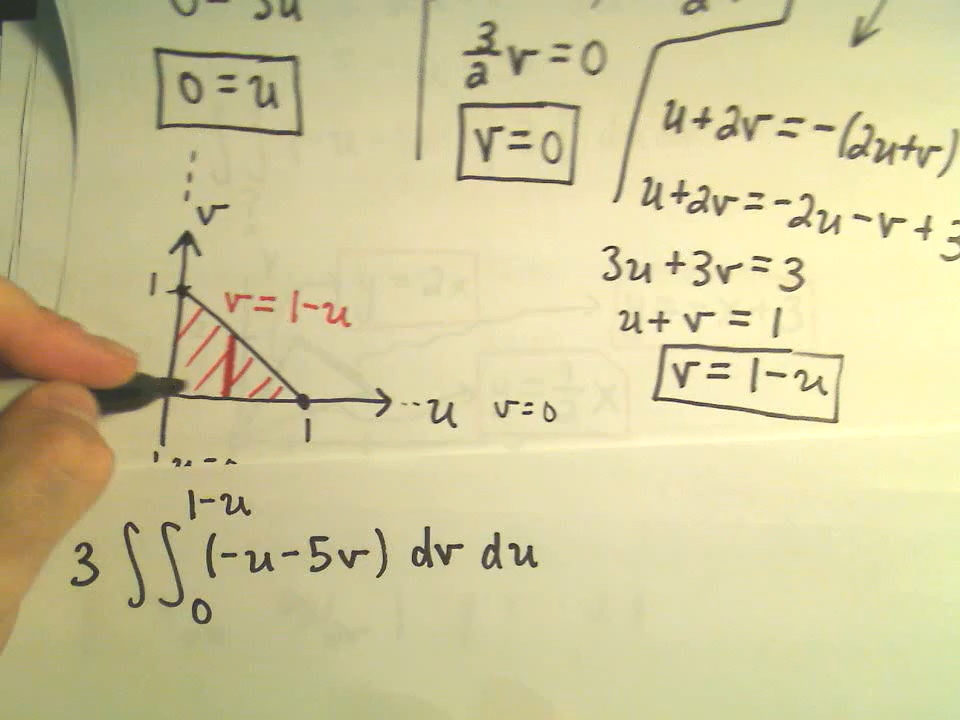 0 = u
3/2 v = 0
v = 0
u + 2v = -(2u+v)
u + 2v = -2u - v + 3
3u + 3v = 3
u + v = 1
v = 1-u
v
1
v = 1-u
u v=0
1
1-u
3 ∫∫ (-u-5v) dv du
0